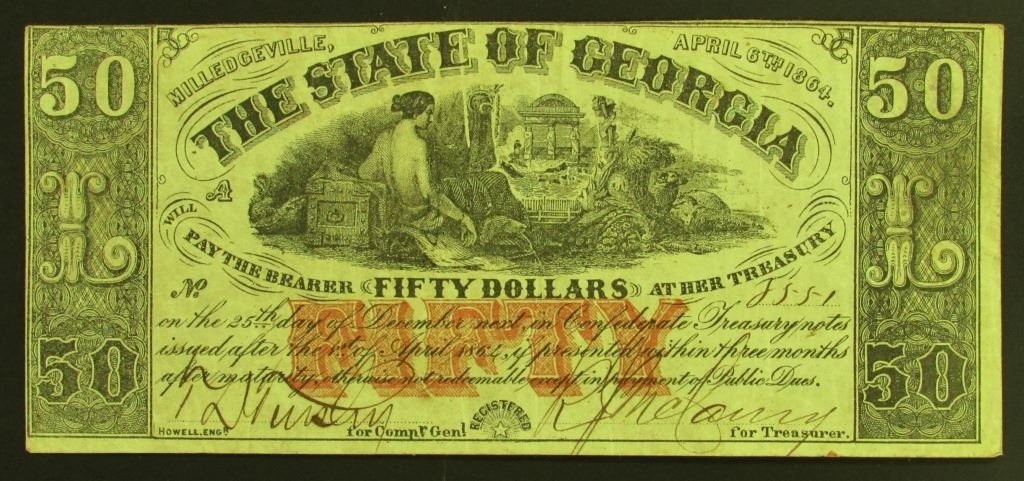 50 50
MILLEDGEVILLE, APRIL 6TH 1864.
THE STATE OF GEORGIA
A
WILL PAY THE BEARER FIFTY DOLLARS AT HER TREASURY
L L
No 
on the 25th day of December next, in Confederate Treasury notes
issued after the 1st of April 1864, if presented within three months
after maturity, otherwise not redeemable except in payment of Public Dues.
FIFTY
50 50
REGISTERED
HOWELL, ENGR. for Compr Genl for Treasurer.